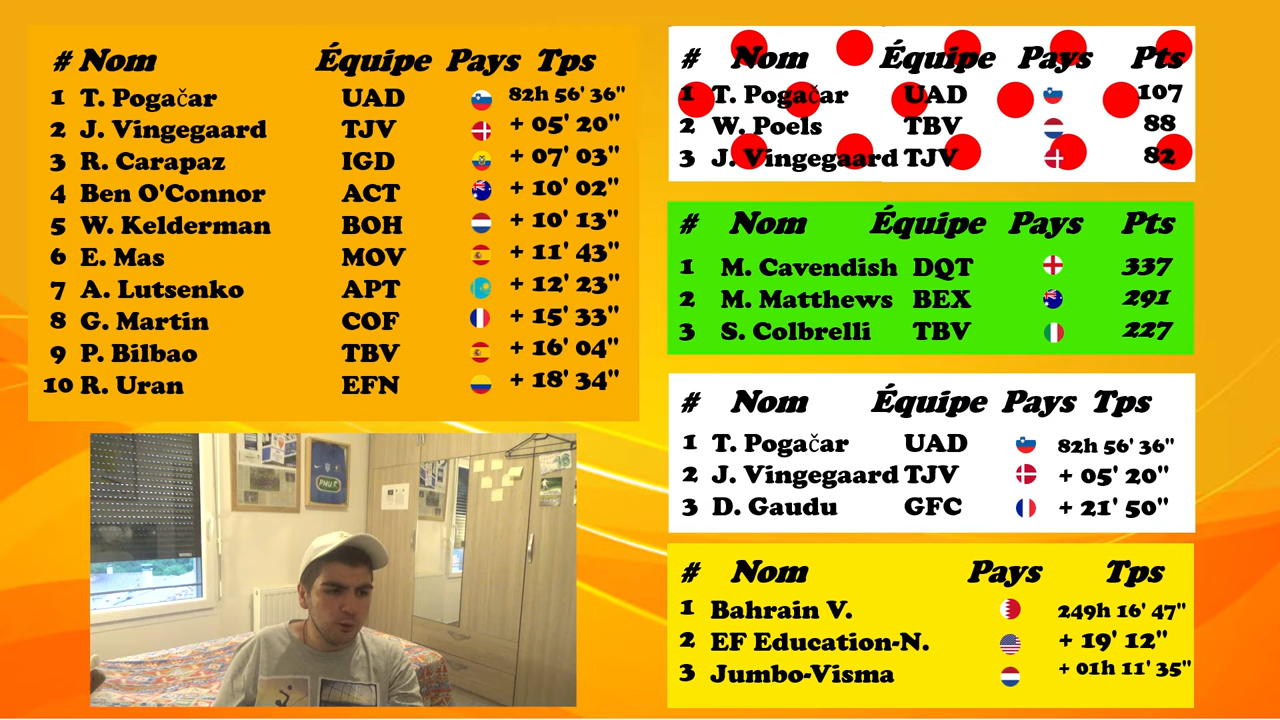 # Nom Équipe Pays Tps
1 T. Pogačar UAD 82h 56' 36"
2 J. Vingegaard TJV + 05' 20"
3 R. Carapaz IGD + 07' 03"
4 Ben O'Connor ACT + 10' 02"
5 W. Kelderman BOH + 10' 13"
6 E. Mas MOV + 11' 43"
7 A. Lutsenko APT + 12' 23"
8 G. Martin COF + 15' 33"
9 P. Bilbao TBV + 16' 04"
10 R. Uran EFN + 18' 34"
# Nom Équipe Pays Pts
1 T. Pogačar UAD 107
2 W. Poels TBV 88
3 J. Vingegaard TJV 82
# Nom Équipe Pays Pts
1 M. Cavendish DQT 337
2 M. Matthews BEX 291
3 S. Colbrelli TBV 227
# Nom Équipe Pays Tps
1 T. Pogačar UAD 82h 56' 36"
2 J. Vingegaard TJV + 05' 20"
3 D. Gaudu GFC + 21' 50"
# Nom Pays Tps
1 Bahrain V. 249h 16' 47"
2 EF Education-N. + 19' 12"
3 Jumbo-Visma + 01h 11' 35"
PHU